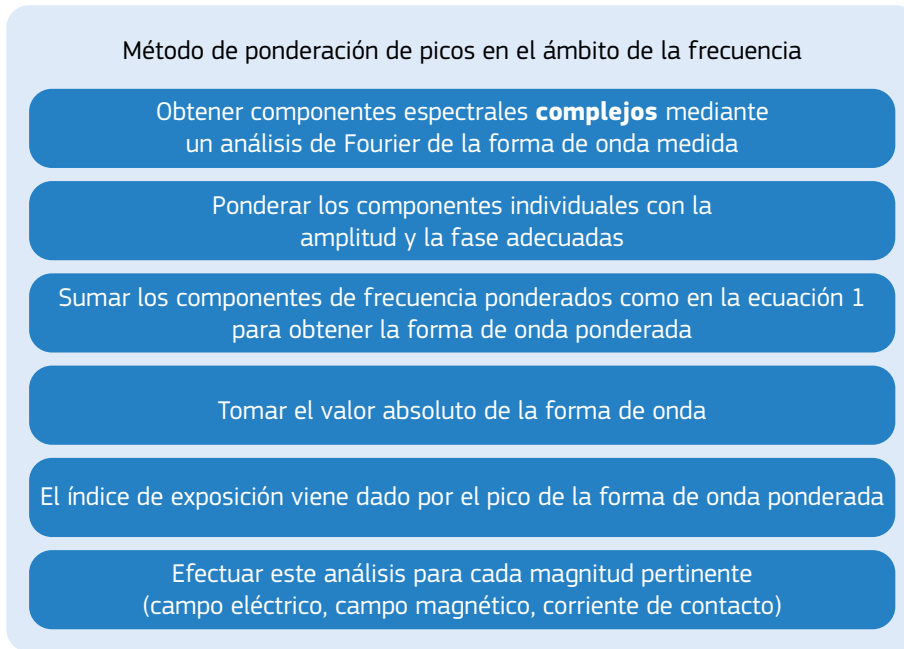 Método de ponderación de picos en el ámbito de la frecuencia
Obtener componentes espectrales complejos mediante
un análisis de Fourier de la forma de onda medida
Ponderar los componentes individuales con la
amplitud y la fase adecuadas
Sumar los componentes de frecuencia ponderados como en la ecuación 1
para obtener la forma de onda ponderada
Tomar el valor absoluto de la forma de onda
El índice de exposición viene dado por el pico de la forma de onda ponderada
Efectuar este análisis para cada magnitud pertinente
(campo eléctrico, campo magnético, corriente de contacto)